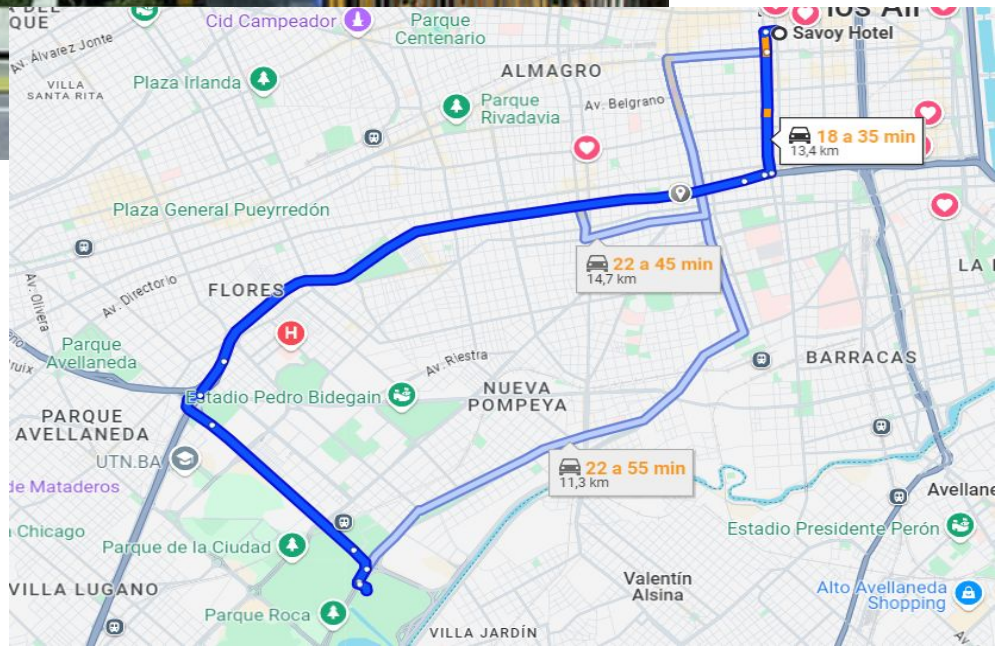 QUE
Cid Campeador
Parque
Centenario
los Ai
Savoy Hotel
Av. Álvarez Jonte
VILLA
SANTA RITA
Plaza Irlanda
ALMAGRO
Parque
Rivadavia
Av. Belgrano
18 a 35 min
13,4 km
Plaza General Pueyrredón
22 a 45 min
14,7 km
LA
Av. Directorio
FLORES
Av. Olivera
Parque
Avellaneda
Av. Riestra
BARRACAS
H
Estadio Pedro Bidegain
NUEVA
POMPEYA
PARQUE
AVELLANEDA
UTN.BA
22 a 55 min
11,3 km
de Mataderos
Avellane
Chicago
Parque de la Ciudad
Estadio Presidente Perón
VILLA LUGANO
Valentín
Alsina
Alto Avellaneda
Shopping
Parque Roca
VILLA JARDÍN
Av.